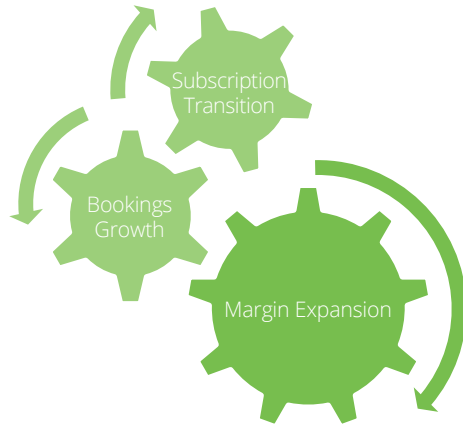 Subscription
Transition
Bookings
Growth
Margin Expansion